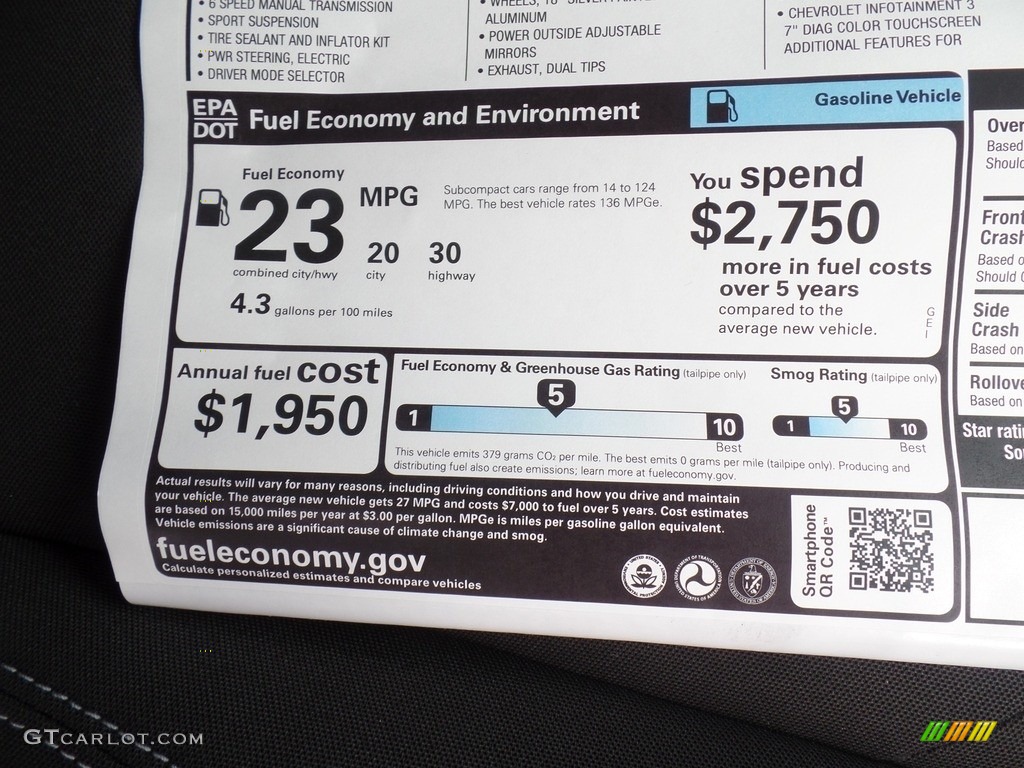 • 6 SPEED MANUAL TRANSMISSION
• SPORT SUSPENSION
• TIRE SEALANT AND INFLATOR KIT
• PWR STEERING, ELECTRIC
• DRIVER MODE SELECTOR
• WHEELS, 18"
ALUMINUM
• POWER OUTSIDE ADJUSTABLE
MIRRORS
• EXHAUST, DUAL TIPS
• CHEVROLET INFOTAINMENT 3
7" DIAG COLOR TOUCHSCREEN
ADDITIONAL FEATURES FOR
EPA
DOT
Fuel Economy and Environment
Gasoline Vehicle
Fuel Economy
23 MPG
combined city/hwy
20
city
30
highway
4.3 gallons per 100 miles
Subcompact cars range from 14 to 124
MPG. The best vehicle rates 136 MPGe.
You spend
$2,750
more in fuel costs
over 5 years
compared to the
average new vehicle.
G
E
I
Annual fuel cost
$1,950
Fuel Economy & Greenhouse Gas Rating (tailpipe only)
5
1
10
Best
Smog Rating (tailpipe only)
5
1
10
Best
This vehicle emits 379 grams CO₂ per mile. The best emits 0 grams per mile (tailpipe only). Producing and
distributing fuel also create emissions; learn more at fueleconomy.gov.
Actual results will vary for many reasons, including driving conditions and how you drive and maintain
your vehicle. The average new vehicle gets 27 MPG and costs $7,000 to fuel over 5 years. Cost estimates
are based on 15,000 miles per year at $3.00 per gallon. MPGe is miles per gasoline gallon equivalent.
Vehicle emissions are a significant cause of climate change and smog.
fueleconomy.gov
Calculate personalized estimates and compare vehicles
Smartphone
QR Code™
Over
Based
Shoul
Front
Crash
Based o
Should
Side
Crash
Based on
Rollove
Based on
Star rati
So
GTCARLOT.COM